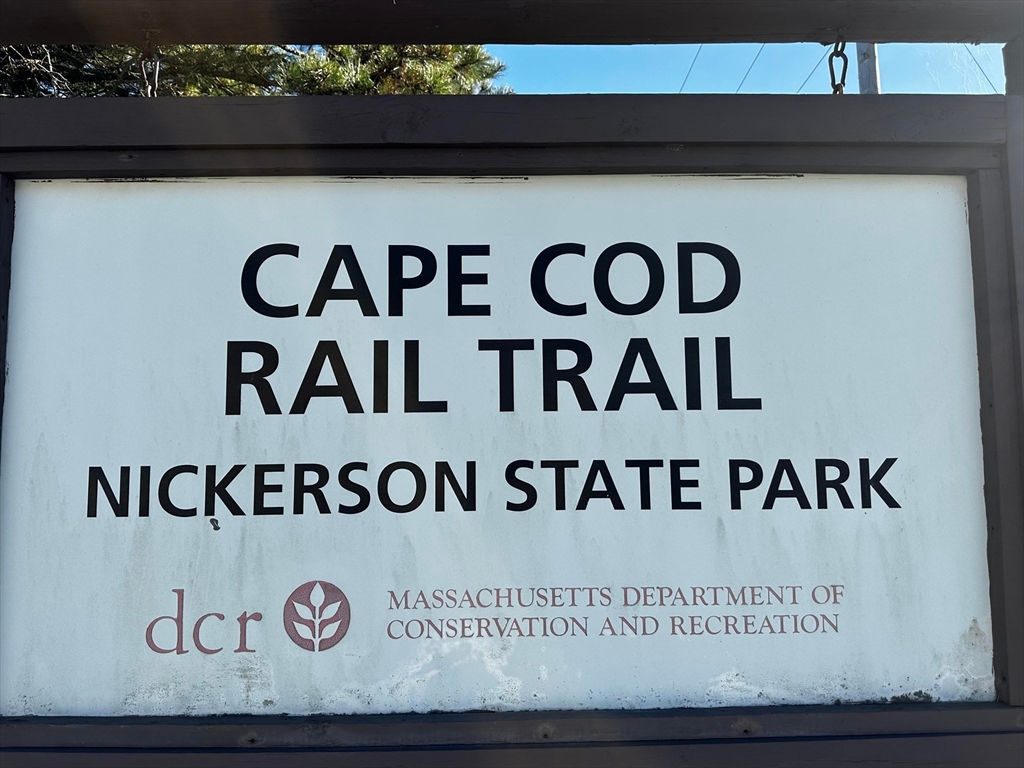 CAPE COD
RAIL TRAIL
NICKERSON STATE PARK
dcr MASSACHUSETTS DEPARTMENT OF
CONSERVATION AND RECREATION